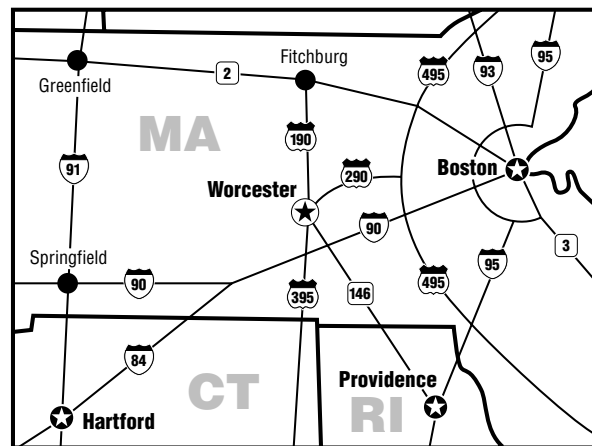 95
495
93
Fitchburg
2
Greenfield
190
MA
Boston
91
290
Worcester
90
Springfield
95
3
90
495
395
146
84
Providence
CT
RI
Hartford